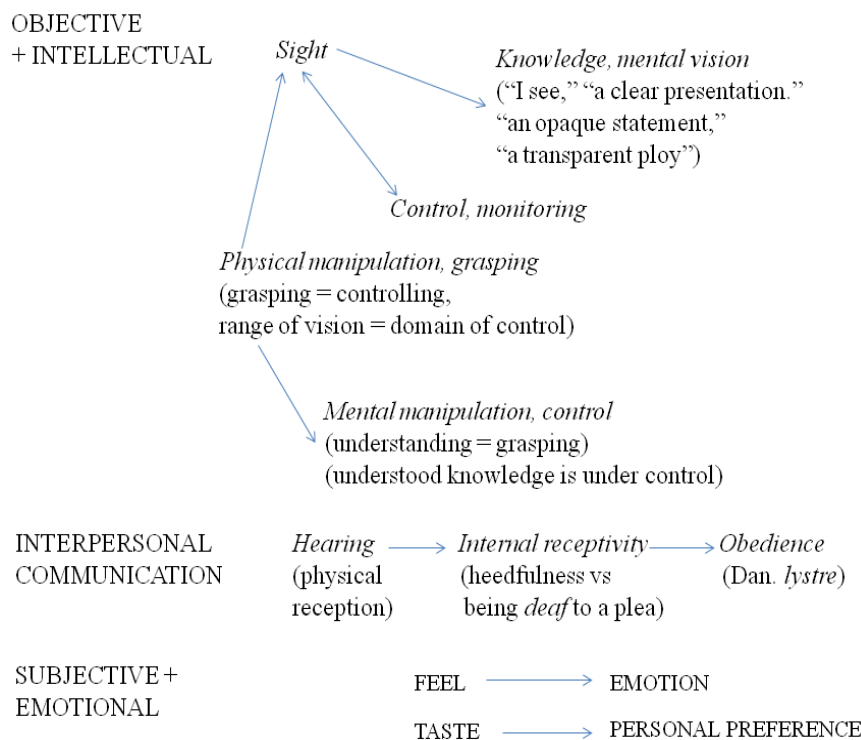 OBJECTIVE
+ INTELLECTUAL
Sight
Knowledge, mental vision
(“I see,” “a clear presentation.”
“an opaque statement,”
“a transparent ploy”)
Control, monitoring
Physical manipulation, grasping
(grasping = controlling,
range of vision = domain of control)
Mental manipulation, control
(understanding = grasping)
(understood knowledge is under control)
INTERPERSONAL
COMMUNICATION
Hearing
(physical
reception)
Internal receptivity
(heedfulness vs
being deaf to a plea)
Obedience
(Dan. lystre)
SUBJECTIVE +
EMOTIONAL
FEEL
EMOTION
TASTE
PERSONAL PREFERENCE